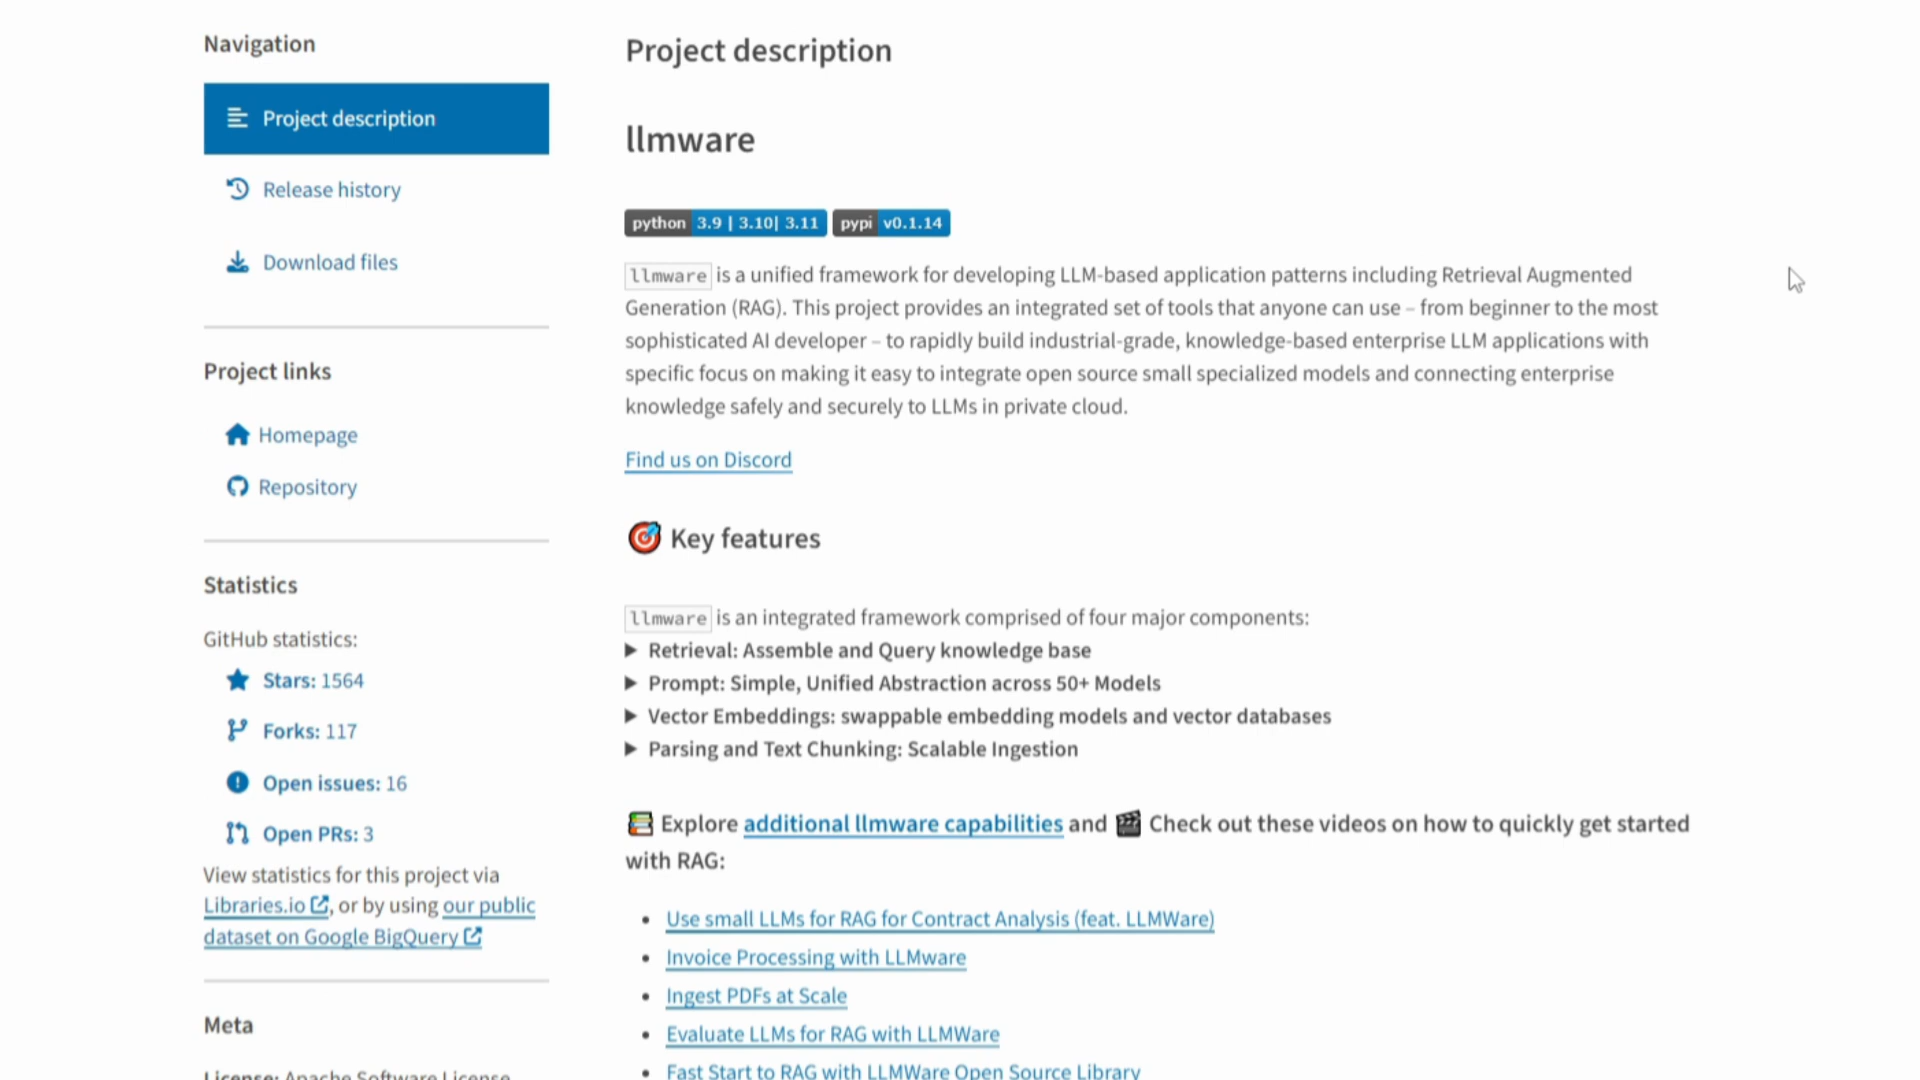 Navigation
Project description
Release history
Download files
Project links
Homepage
Repository
Statistics
GitHub statistics:
Stars: 1564
Forks: 117
Open issues: 16
Open PRs: 3
View statistics for this project via
Libraries.io, or by using our public
dataset on Google BigQuery
Meta
License: Apache Software License
Project description
llmware
python 3.9 | 3.10| 3.11 pypi v0.1.14
llmware is a unified framework for developing LLM-based application patterns including Retrieval Augmented
Generation (RAG). This project provides an integrated set of tools that anyone can use – from beginner to the most
sophisticated AI developer – to rapidly build industrial-grade, knowledge-based enterprise LLM applications with
specific focus on making it easy to integrate open source small specialized models and connecting enterprise
knowledge safely and securely to LLMs in private cloud.
Find us on Discord
Key features
llmware is an integrated framework comprised of four major components:
Retrieval: Assemble and Query knowledge base
Prompt: Simple, Unified Abstraction across 50+ Models
Vector Embeddings: swappable embedding models and vector databases
Parsing and Text Chunking: Scalable Ingestion
Explore additional llmware capabilities and Check out these videos on how to quickly get started
with RAG:
Use small LLMs for RAG for Contract Analysis (feat. LLMWare)
Invoice Processing with LLMware
Ingest PDFs at Scale
Evaluate LLMs for RAG with LLMWare
Fast Start to RAG with LLMWare Open Source Library